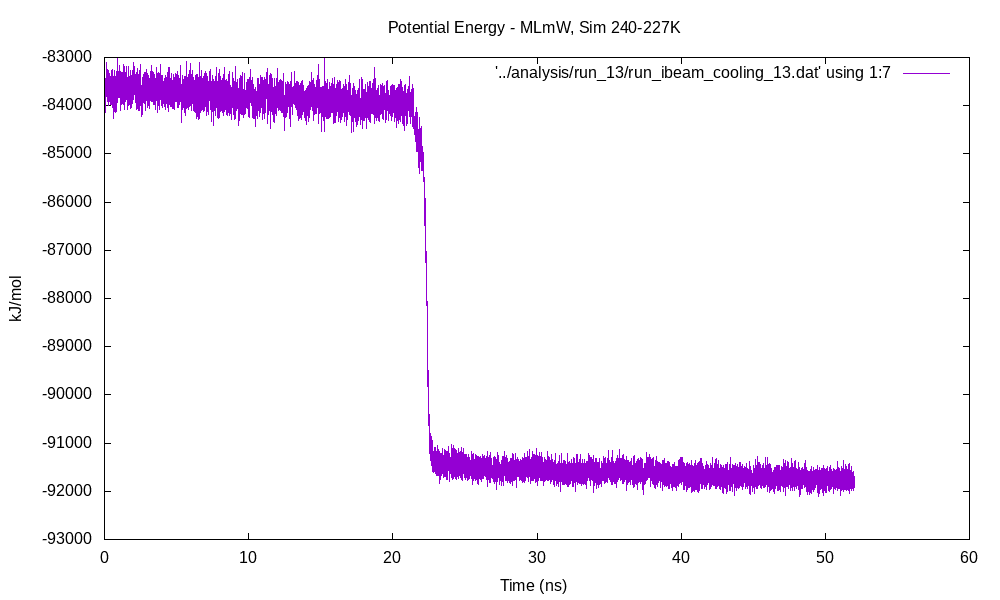 Potential Energy - MLmW, Sim 240-227K
'../analysis/run_13/run_ibeam_cooling_13.dat' using 1:7
-83000
-84000
-85000
-86000
-87000
-88000
-89000
-90000
-91000
-92000
-93000
kJ/mol
0 10 20 30 40 50 60
Time (ns)